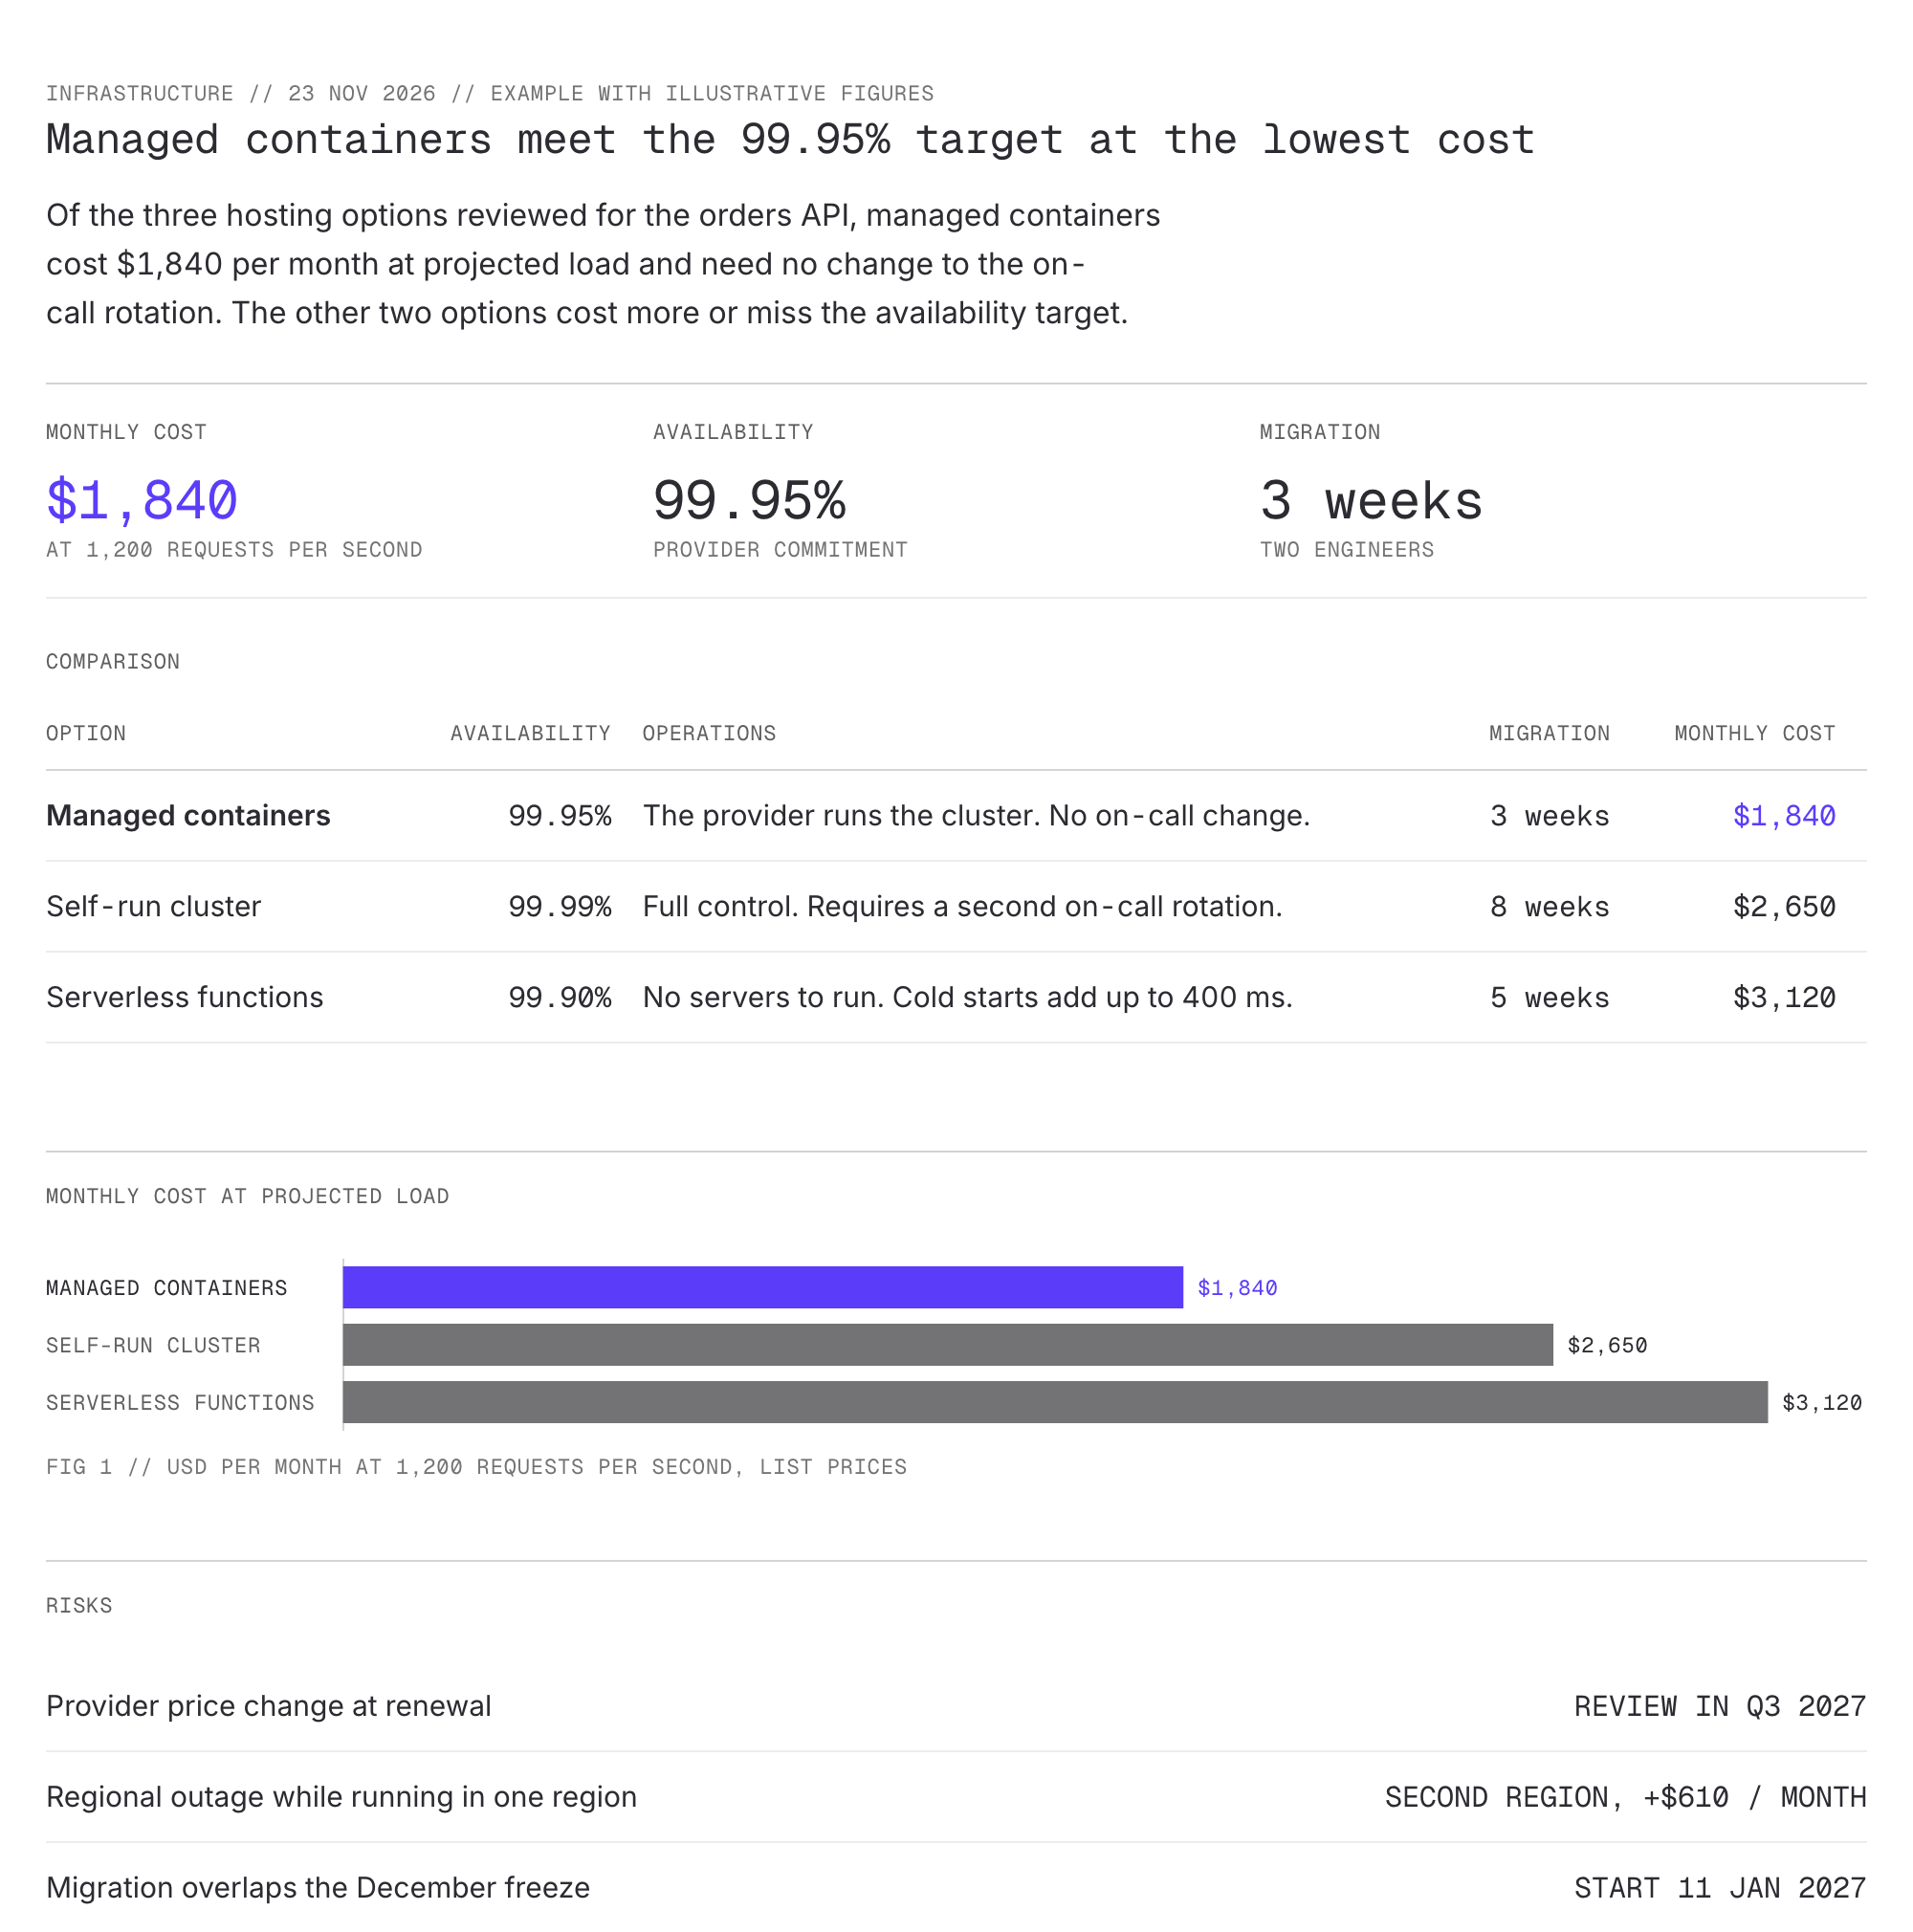 INFRASTRUCTURE // 23 NOV 2026 // EXAMPLE WITH ILLUSTRATIVE FIGURES
Managed containers meet the 99.95% target at the lowest cost
Of the three hosting options reviewed for the orders API, managed containers
cost $1,840 per month at projected load and need no change to the on-
call rotation. The other two options cost more or miss the availability target.
MONTHLY COST AVAILABILITY MIGRATION
$1,840 99.95% 3 weeks
AT 1,200 REQUESTS PER SECOND PROVIDER COMMITMENT TWO ENGINEERS
COMPARISON
OPTION AVAILABILITY OPERATIONS MIGRATION MONTHLY COST
Managed containers 99.95% The provider runs the cluster. No on-call change. 3 weeks $1,840
Self-run cluster 99.99% Full control. Requires a second on-call rotation. 8 weeks $2,650
Serverless functions 99.90% No servers to run. Cold starts add up to 400 ms. 5 weeks $3,120
MONTHLY COST AT PROJECTED LOAD
MANAGED CONTAINERS $1,840
SELF-RUN CLUSTER $2,650
SERVERLESS FUNCTIONS $3,120
FIG 1 // USD PER MONTH AT 1,200 REQUESTS PER SECOND, LIST PRICES
RISKS
Provider price change at renewal REVIEW IN Q3 2027
Regional outage while running in one region SECOND REGION, +$610 / MONTH
Migration overlaps the December freeze START 11 JAN 2027